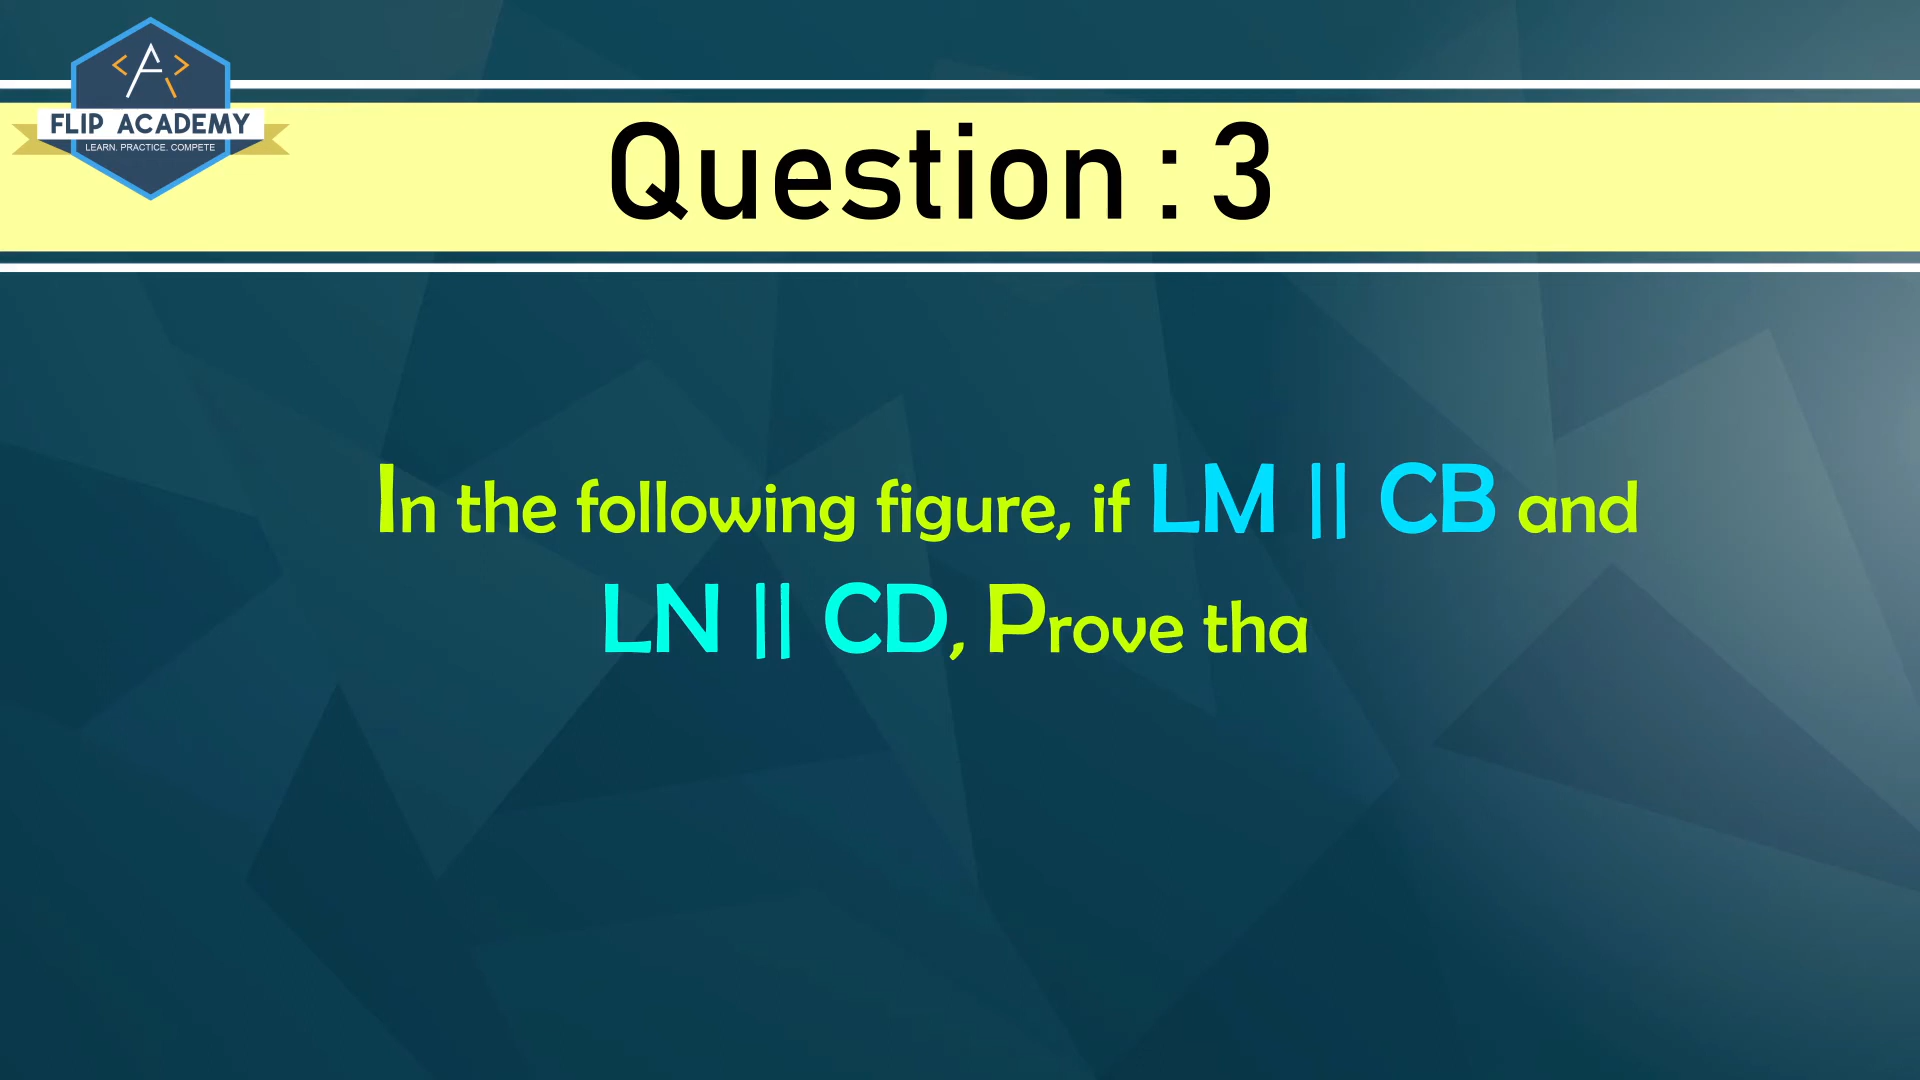 FLIP ACADEMY
LEARN. PRACTICE. COMPETE
Question : 3
In the following figure, if LM || CB and
LN || CD, Prove tha